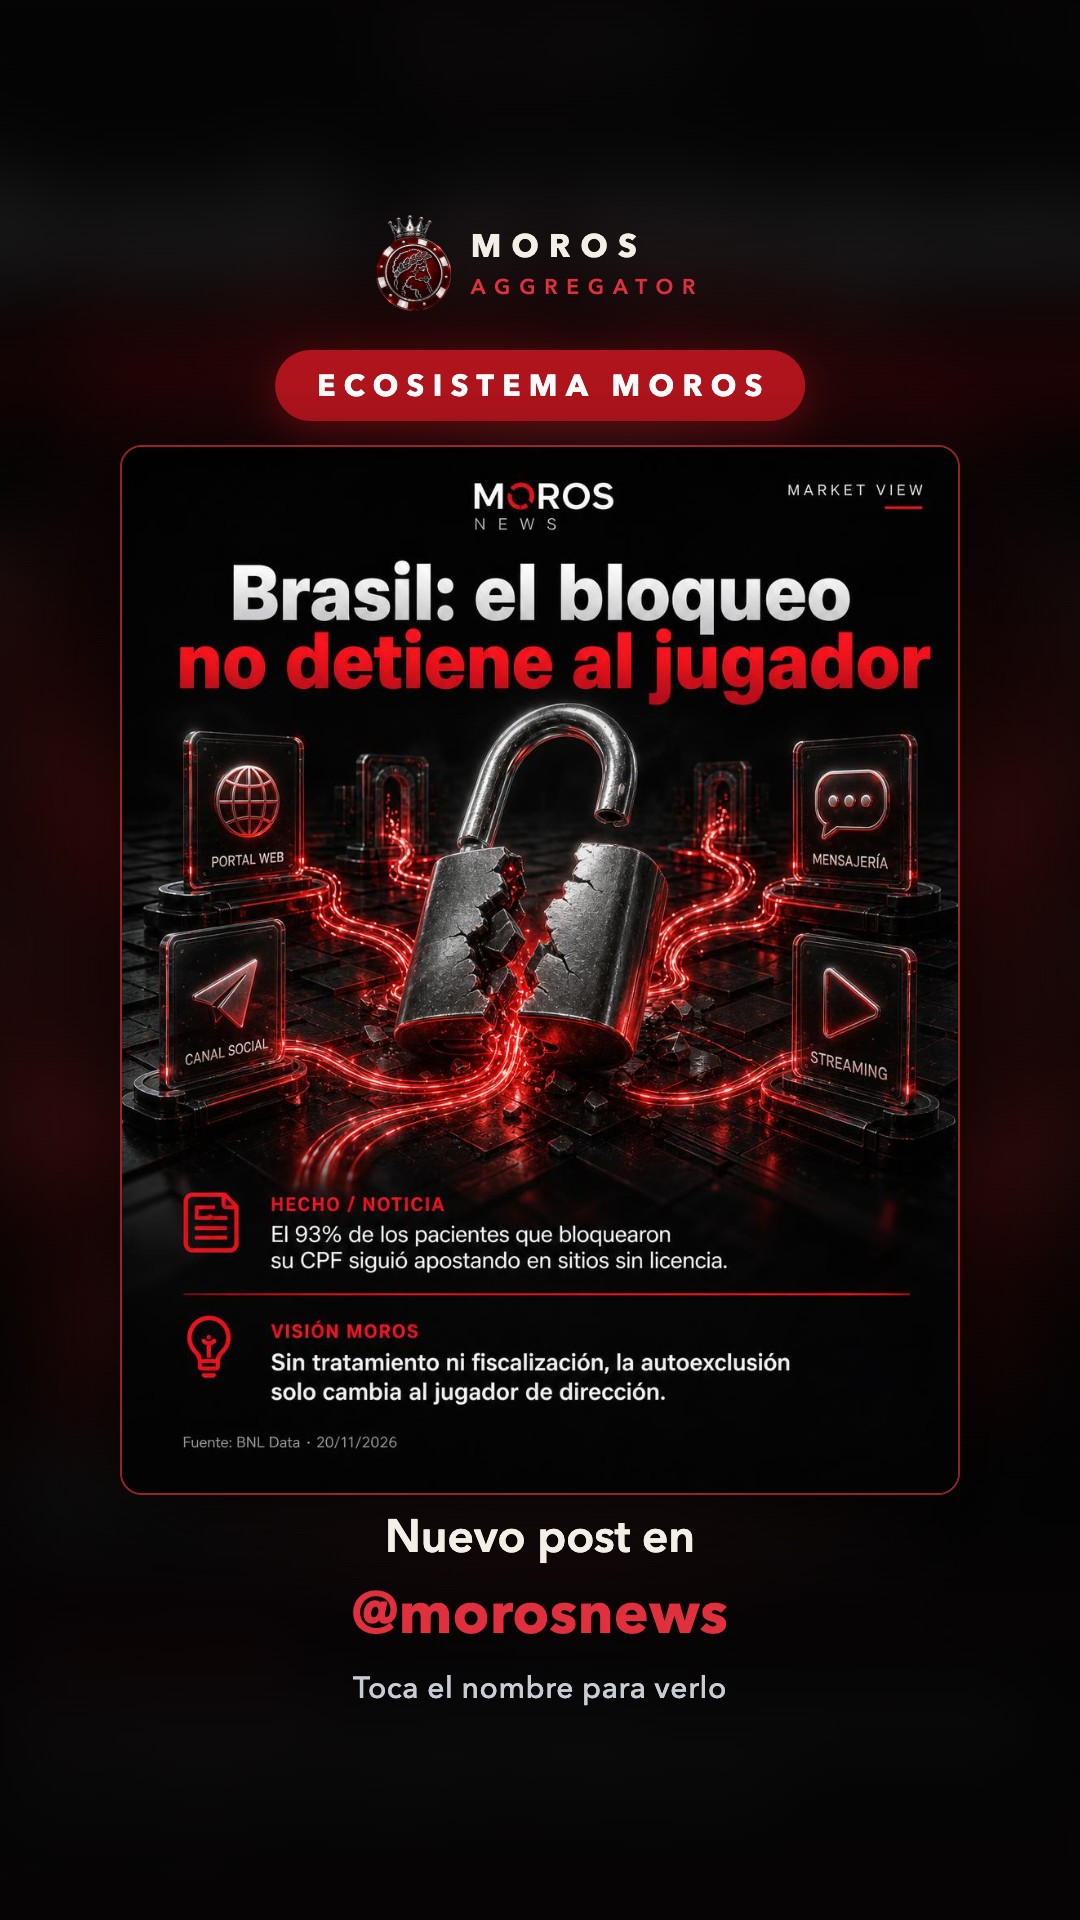 MOROS
AGGREGATOR
ECOSISTEMA MOROS
MOROS
NEWS
MARKET VIEW
Brasil: el bloqueo
no detiene al jugador
PORTAL WEB
MENSAJERÍA
CANAL SOCIAL
STREAMING
HECHO / NOTICIA
El 93% de los pacientes que bloquearon
su CPF siguió apostando en sitios sin licencia.
VISIÓN MOROS
Sin tratamiento ni fiscalización, la autoexclusión
solo cambia al jugador de dirección.
Fuente: BNL Data · 20/11/2026
Nuevo post en
@morosnews
Toca el nombre para verlo